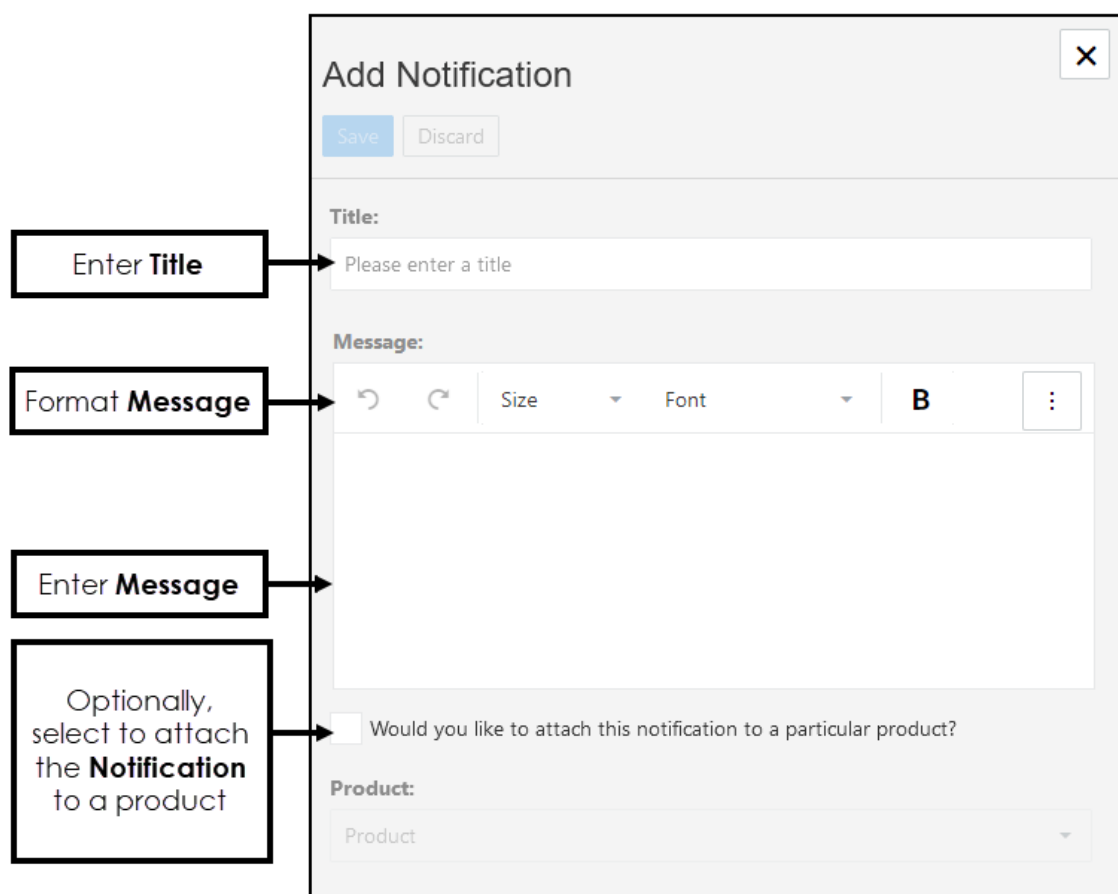 Add Notification
Save Discard
Title:
Enter Title
Please enter a title
Message:
Format Message
Size Font B
Enter Message
Optionally,
select to attach
the Notification
to a product
Would you like to attach this notification to a particular product?
Product:
Product